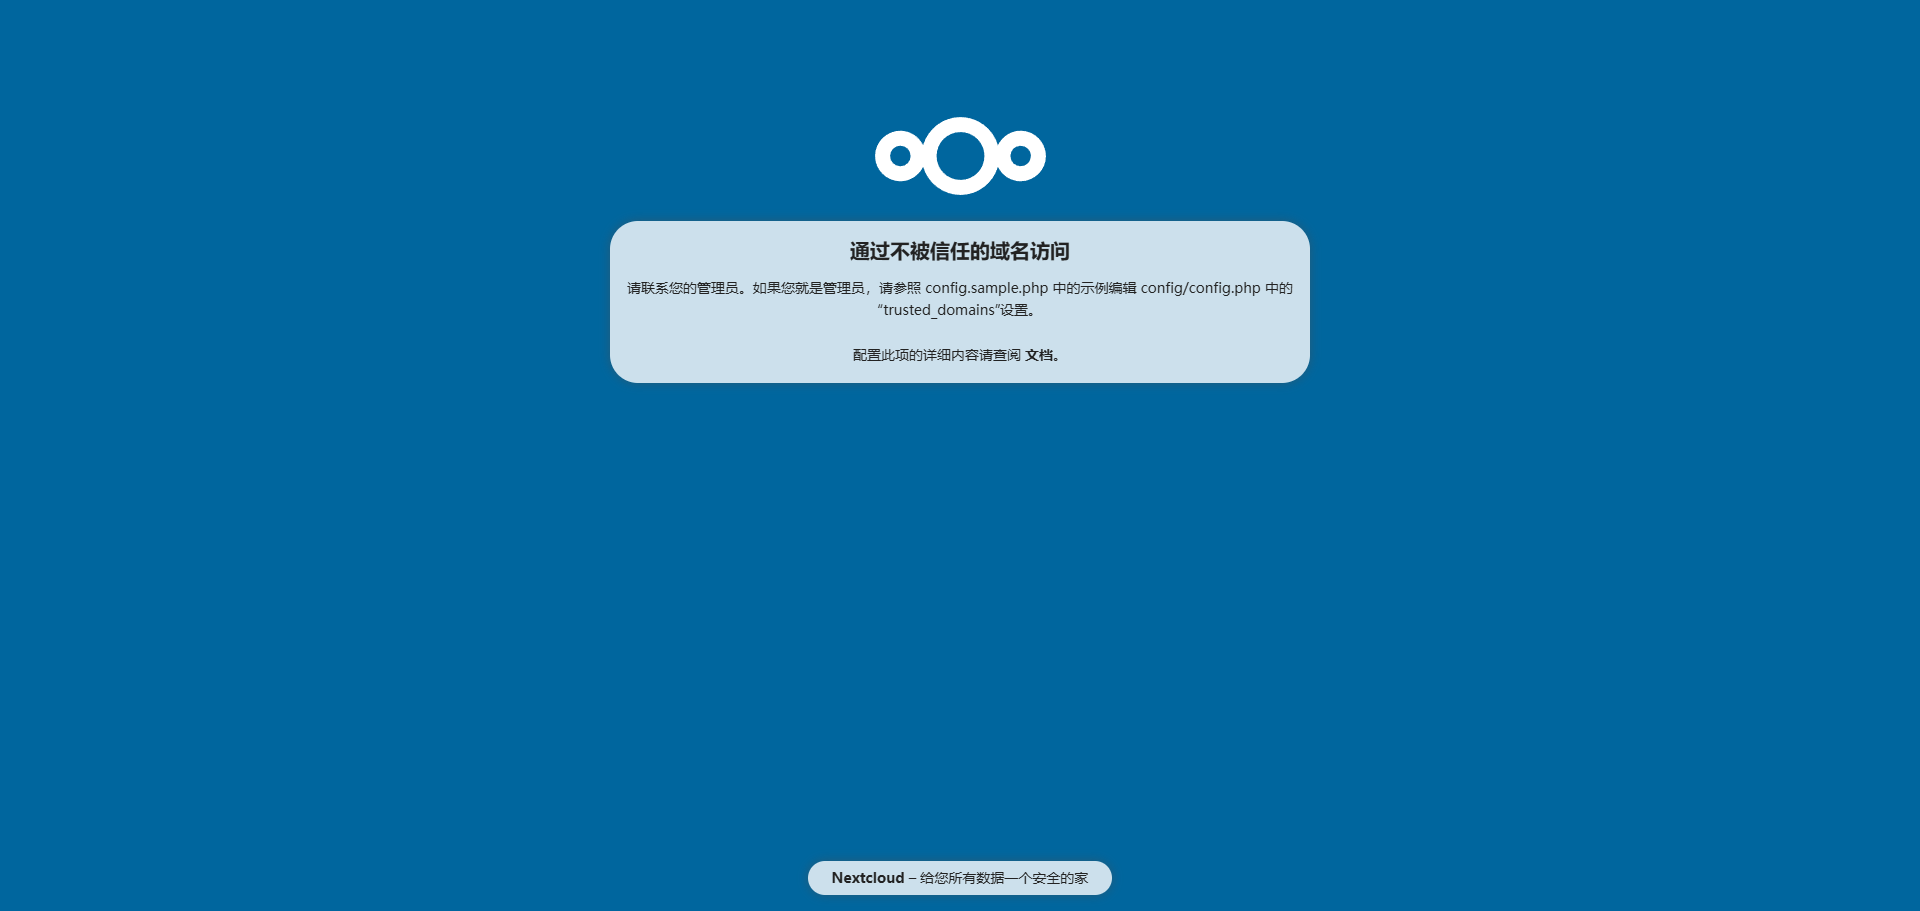 通过不被信任的域名访问
请联系您的管理员。如果您就是管理员，请参照 config.sample.php 中的示例编辑 config/config.php 中的
“trusted_domains”设置。
配置此项的详细内容请查阅 文档。
Nextcloud – 给您所有数据一个安全的家